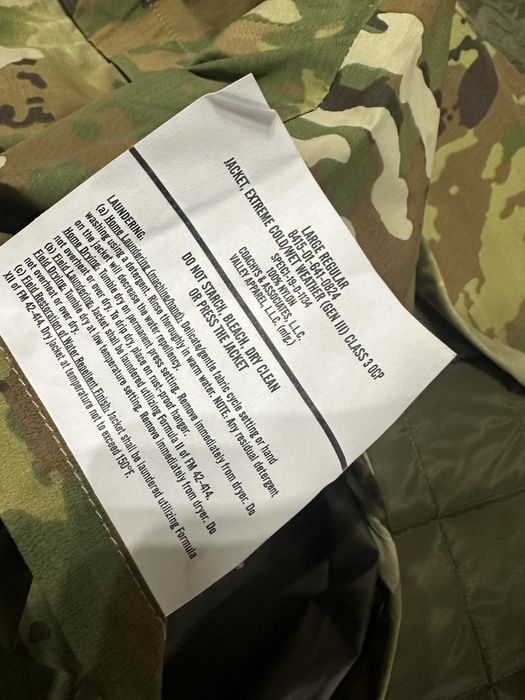 JACKET, EXTREME COLD/WET WEATHER (GEN III) CLASS 3 OCP
LARGE REGULAR
8415-01-641-0624
SPPC1-19-D-1134
100% NYLON
COACHYS & ASSOCIATES, LLC.
VALLEY APPAREL, L.L.C. (mfg.)
DO NOT STARCH, BLEACH, DRY CLEAN
OR PRESS THE JACKET
LAUNDERING.
(a) Home Laundering (machine/hand). Delicate/gentle fabric cycle setting or hand
washing using a detergent. Rinse thoroughly in warm water. NOTE. Any residual detergent
on the jacket will decrease the water repellency.
Home Drying: Tumble dry on permanent press setting. Remove immediately from dryer. Do
not overheat or over dry. To drip dry, place on rust-proof hanger.
(b) Field Laundering: Jacket shall be laundered utilizing Formula II of FM 42-414.
Field Drying: Tumble dry at low temperature setting. Remove immediately from dryer. Do
not overheat or over dry.
(c) Field Restoration of Water Repellent Finish: Jacket shall be laundered utilizing Formula
XI of FM 42-414. Dry jacket at temperature not to exceed 150°F.